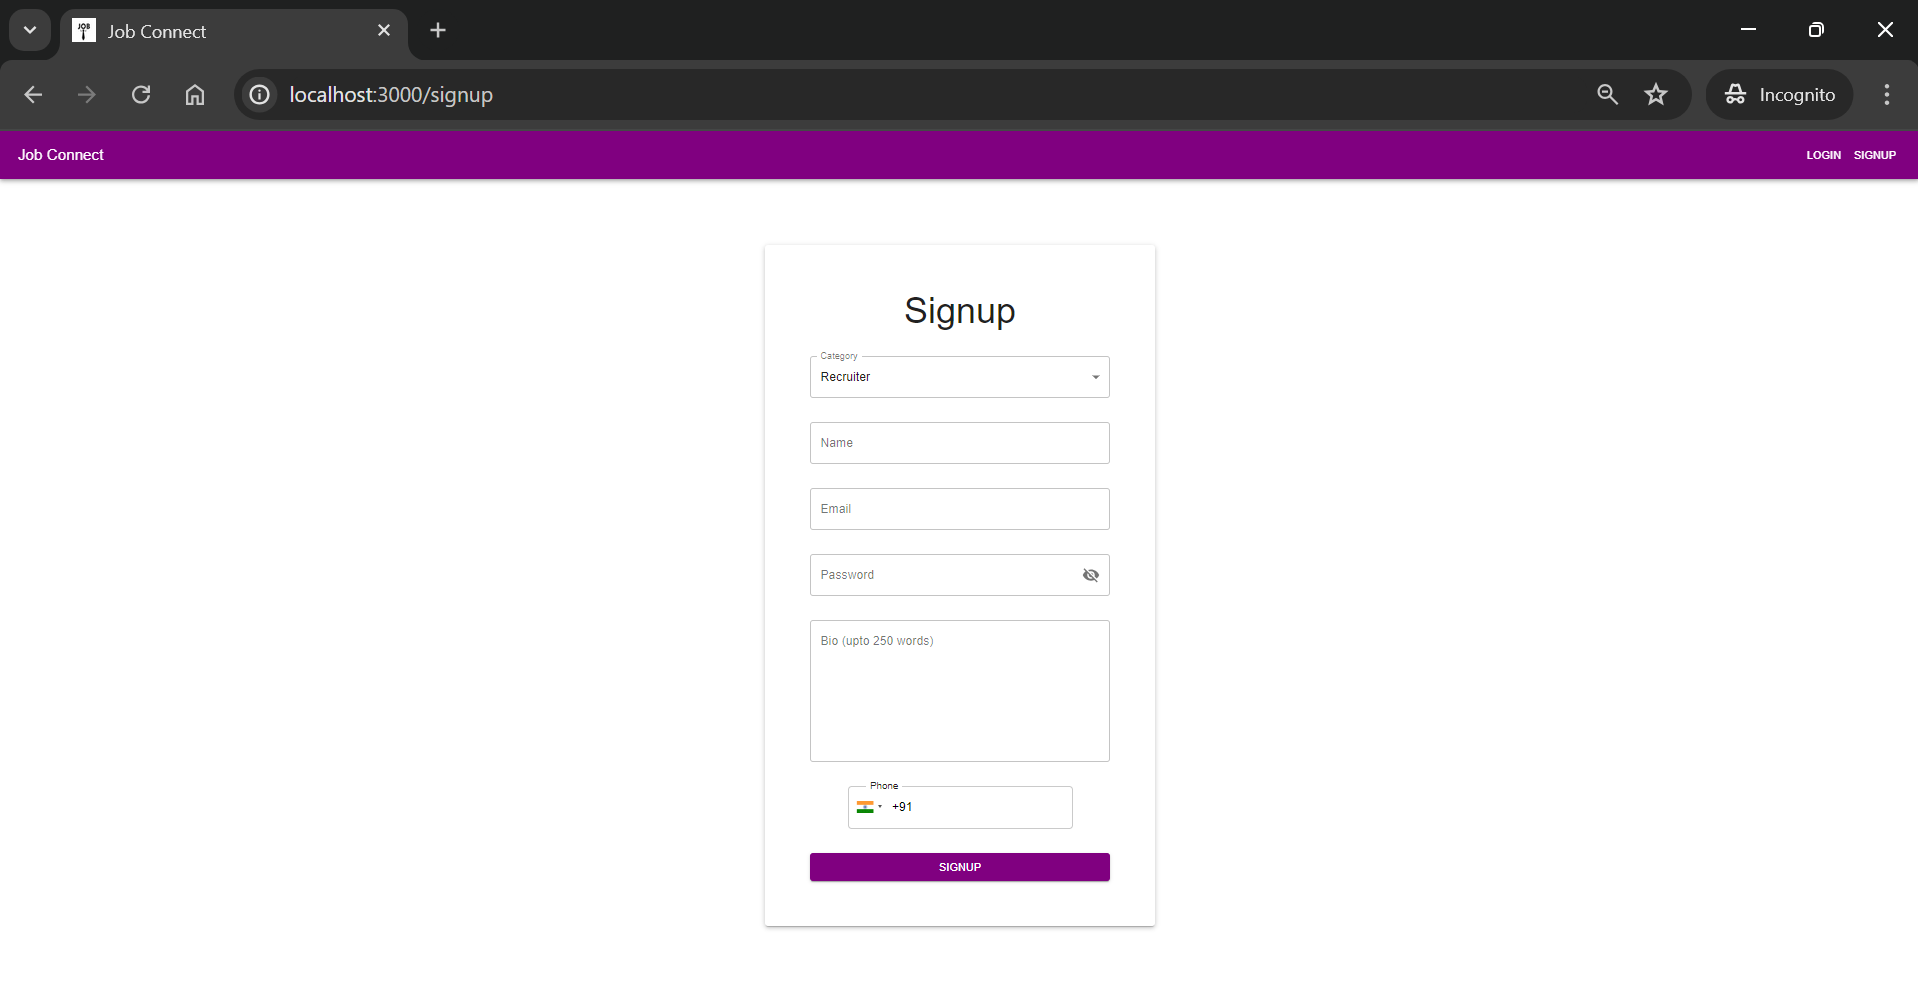 JOB
Job Connect
localhost:3000/signup
Incognito
Job Connect
LOGIN SIGNUP
Signup
Category
Recruiter
Name
Email
Password
Bio (upto 250 words)
Phone
+91
SIGNUP